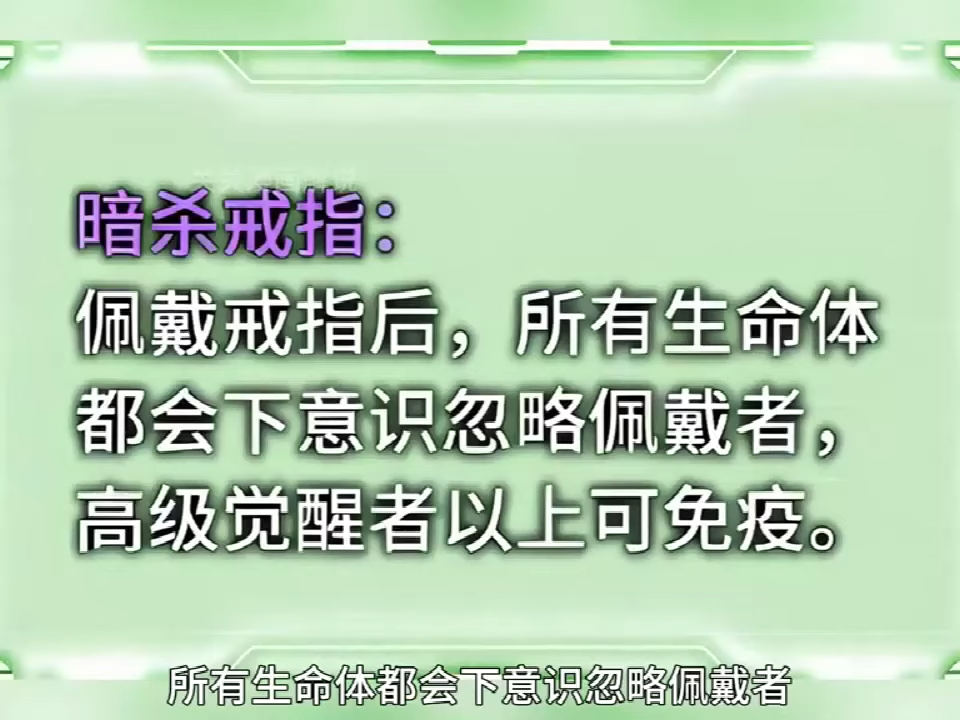 暗杀戒指：
佩戴戒指后，所有生命体
都会下意识忽略佩戴者，
高级觉醒者以上可免疫。
所有生命体都会下意识忽略佩戴者